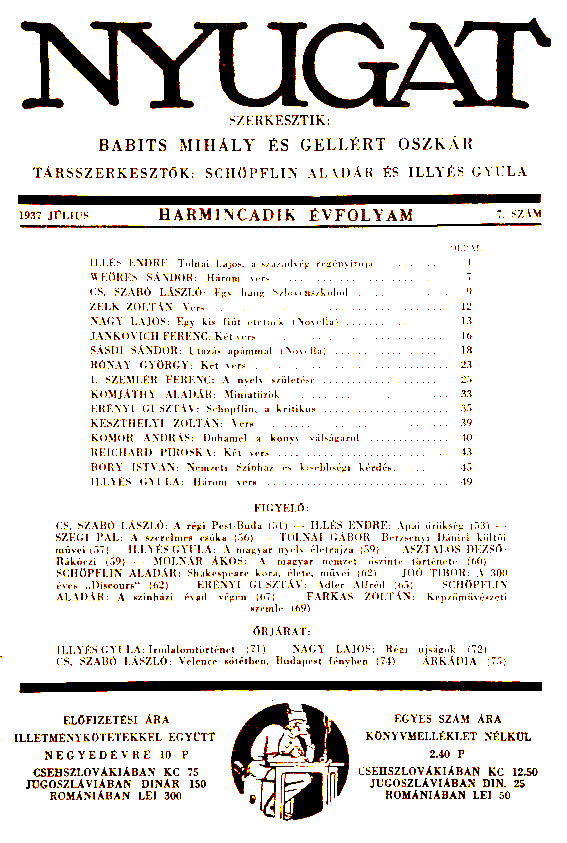 NYUGAT
SZERKESZTIK:
BABITS MIHÁLY ÉS GELLÉRT OSZKÁR
TÁRSSZERKESZTŐK: SCHÖPFLIN ALADÁR ÉS ILLYÉS GYULA
1937 JÚLIUS HARMINCADIK ÉVFOLYAM 7. SZÁM
OLDAL
ILLÉS ENDRE: Tolnai Lajos, a századvég regényírója 1
WEÖRES SÁNDOR: Három vers 7
CS. SZABÓ LÁSZLÓ: Egy hang Szlovenszkóból 9
ZELK ZOLTÁN: Vers 12
NAGY LAJOS: Egy kis fiút etetnek (Novella) 13
JANKOVICH FERENC: Két vers 16
SÁSDI SÁNDOR: Utazás apámmal (Novella) 18
RÓNAY GYÖRGY: Két vers 23
L. SZEMLÉR FERENC: A nyelv születése 25
KOMJÁTHY ALADÁR: Miniatűrök 33
ERÉNYI GUSZTÁV: Schöpflin, a kritikus 35
KESZTHELYI ZOLTÁN: Vers 39
KOMOR ANDRÁS: Duhamel a könyv válságáról 40
REICHARD PIROSKA: Két vers 43
BORY ISTVÁN: Nemzeti Színház és kisebbségi kérdés 45
ILLYÉS GYULA: Három vers 49
FIGYELŐ:
CS. SZABÓ LÁSZLÓ: A régi Pest-Buda (51) — ILLÉS ENDRE: Apai örökség (53) —
SZEGI PÁL: A szerelmes csóka (56) TOLNAI GÁBOR: Berzsenyi Dániel költői
művei (57) ILLYÉS GYULA: A magyar nyelv életrajza (59) ASZTALOS DEZSŐ:
Rákóczi (59) - MOLNÁR ÁKOS: A magyar nemzet őszinte története (60)
SCHÖPFLIN ALADÁR: Shakespeare kora, élete, művei (62) JOÓ TIBOR: A 300
éves „Discours" (62) ERÉNYI GUSZTÁV: Adler Alfréd (65) SCHÖPFLIN
ALADÁR: A színházi évad végén (67) FARKAS ZOLTÁN: Képzőművészeti
szemle (69)
ŐRJÁRAT:
ILLYÉS GYULA: Irodalomtörténet (71) NAGY LAJOS: Régi ujságok (72)
CS. SZABÓ LÁSZLÓ: Velence sötétben, Budapest fényben (74) ÁRKÁDIA (75)
ELŐFIZETÉSI ÁRA
ILLETMÉNYKÖTETEKKEL EGYÜTT
NEGYEDÉVRE 10 P
CSEHSZLOVÁKIÁBAN KC 75
JUGOSZLÁVIÁBAN DINÁR 150
ROMÁNIÁBAN LEI 300
EGYES SZÁM ÁRA
KÖNYVMELLÉKLET NÉLKÜL
2.40 P
CSEHSZLOVÁKIÁBAN KC 12.50
JUGOSZLÁVIÁBAN DIN. 25
ROMÁNIÁBAN LEI 50